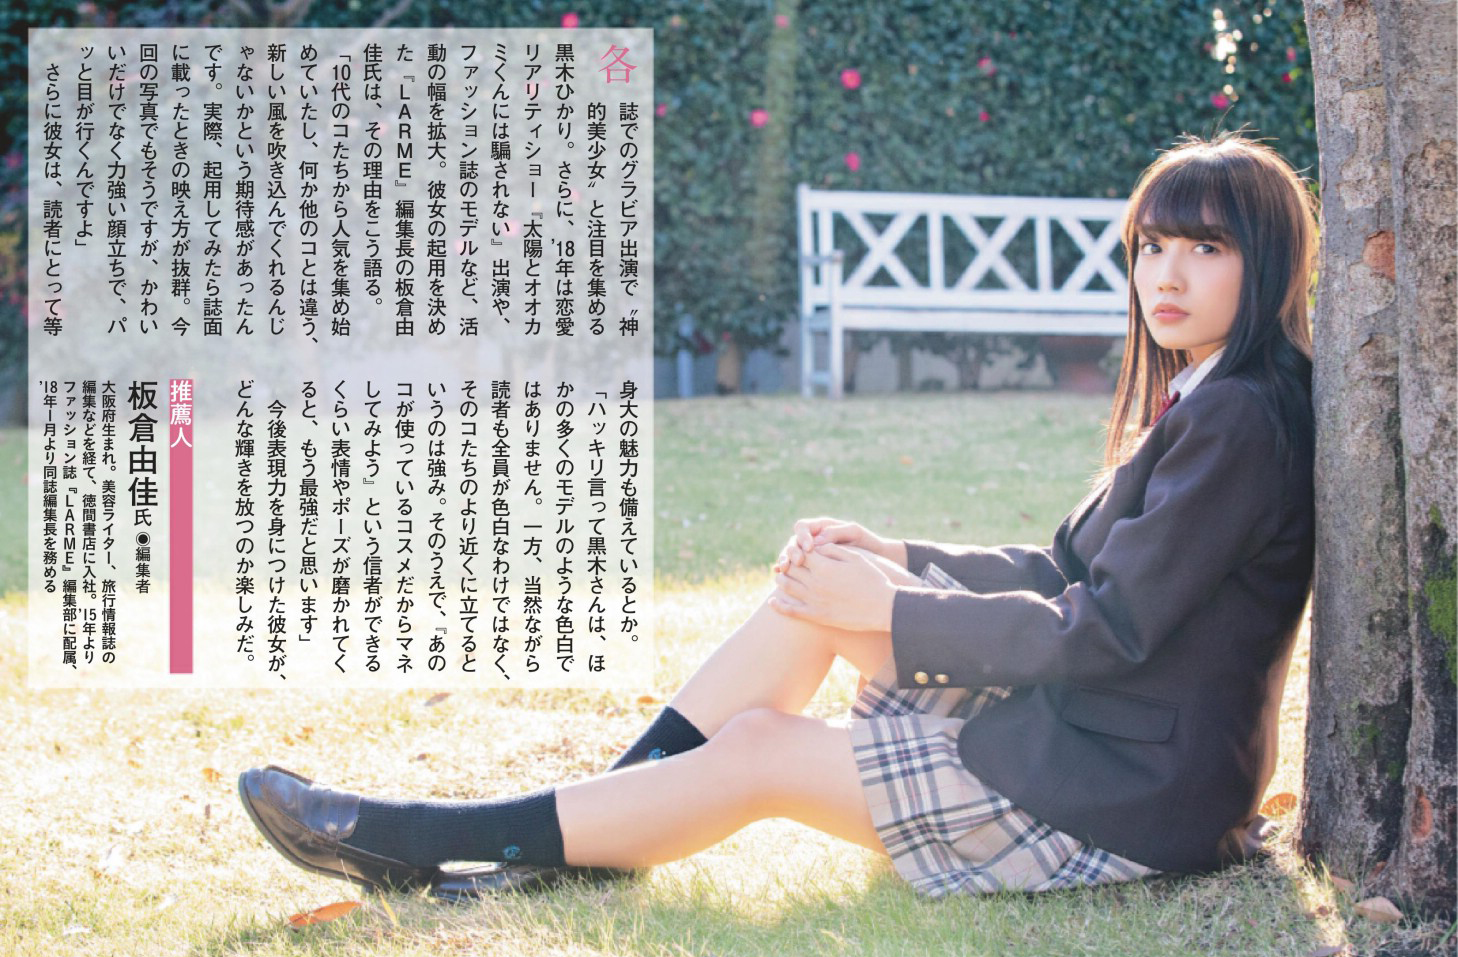 各
誌でのグラビア出演で〝神
的美少女〟と注目を集める
黒木ひかり。さらに、’18年は恋愛
リアリティショー『太陽とオオカ
ミくんには騙されない』出演や、
ファッション誌のモデルなど、活
動の幅を拡大。彼女の起用を決め
た『LARME』編集長の板倉由
佳氏は、その理由をこう語る。
「10代のコたちから人気を集め始
めていたし、何か他のコとは違う、
新しい風を吹き込んでくれるんじ
ゃないかという期待感があったん
です。実際、起用してみたら誌面
に載ったときの映え方が抜群。今
回の写真でもそうですが、かわい
いだけでなく力強い顔立ちで、パ
ッと目が行くんですよ」
さらに彼女は、読者にとって等
身大の魅力も備えているとか。
「ハッキリ言って黒木さんは、ほ
かの多くのモデルのような色白で
はありません。一方、当然ながら
読者も全員が色白なわけではなく、
そのコたちのより近くに立てると
いうのは強み。そのうえで、『あの
コが使っているコスメだからマネ
してみよう』という信者ができる
くらい表情やポーズが磨かれてく
ると、もう最強だと思います」
今後表現力を身につけた彼女が、
どんな輝きを放つのか楽しみだ。
推薦人
板倉由佳氏◉編集者
大阪府生まれ。美容ライター、旅行情報誌の
編集などを経て、徳間書店に入社。’15年より
ファッション誌『LARME』編集部に配属、
’18年1月より同誌編集長を務める